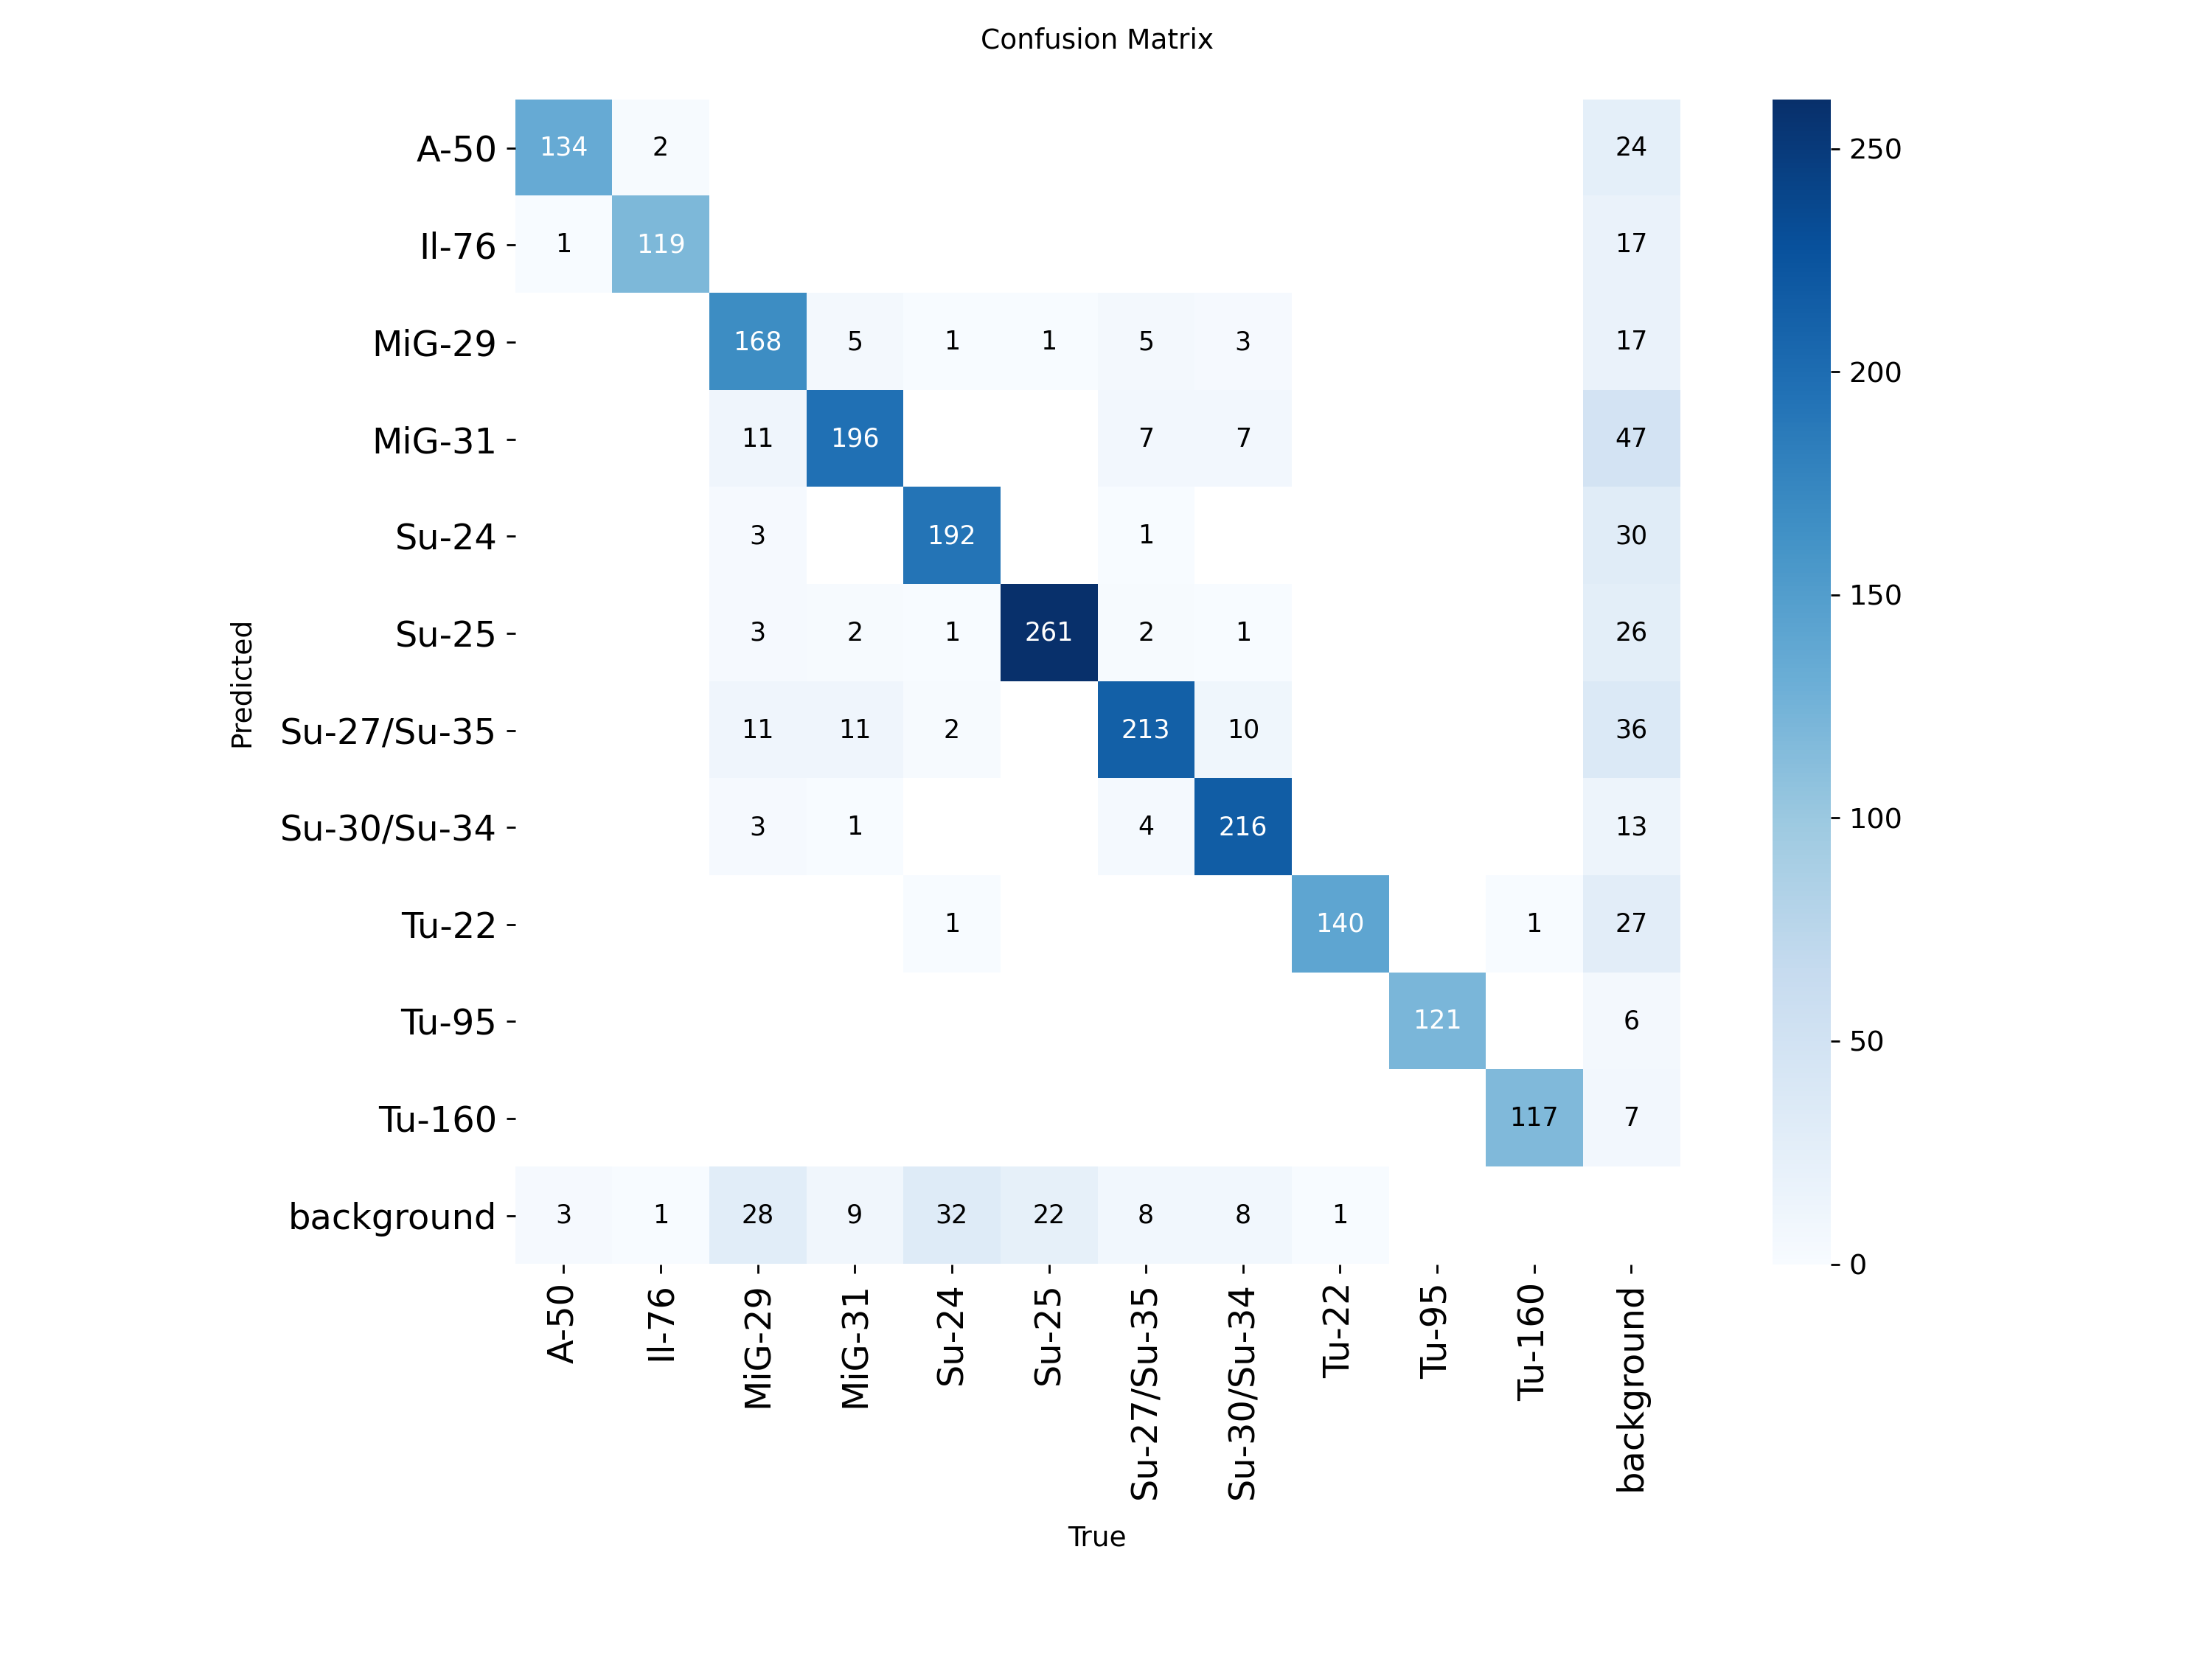 Confusion Matrix
A-50 134 2 24 250
Il-76 1 119 17
MiG-29 168 5 1 1 5 3 17 200
MiG-31 11 196 7 7 47
Su-24 3 192 1 30
Su-25 3 2 1 261 2 1 26 150
Predicted
Su-27/Su-35 11 11 2 213 10 36
Su-30/Su-34 3 1 4 216 13 100
Tu-22 1 140 1 27
Tu-95 121 6 50
Tu-160 117 7
background 3 1 28 9 32 22 8 8 1 0
A-50 Il-76 MiG-29 MiG-31 Su-24 Su-25 Su-27/Su-35 Su-30/Su-34 Tu-22 Tu-95 Tu-160 background
True